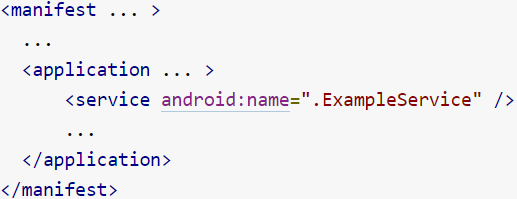 <manifest ... >
...
<application ... >
<service android:name=".ExampleService" />
...
</application>
</manifest>